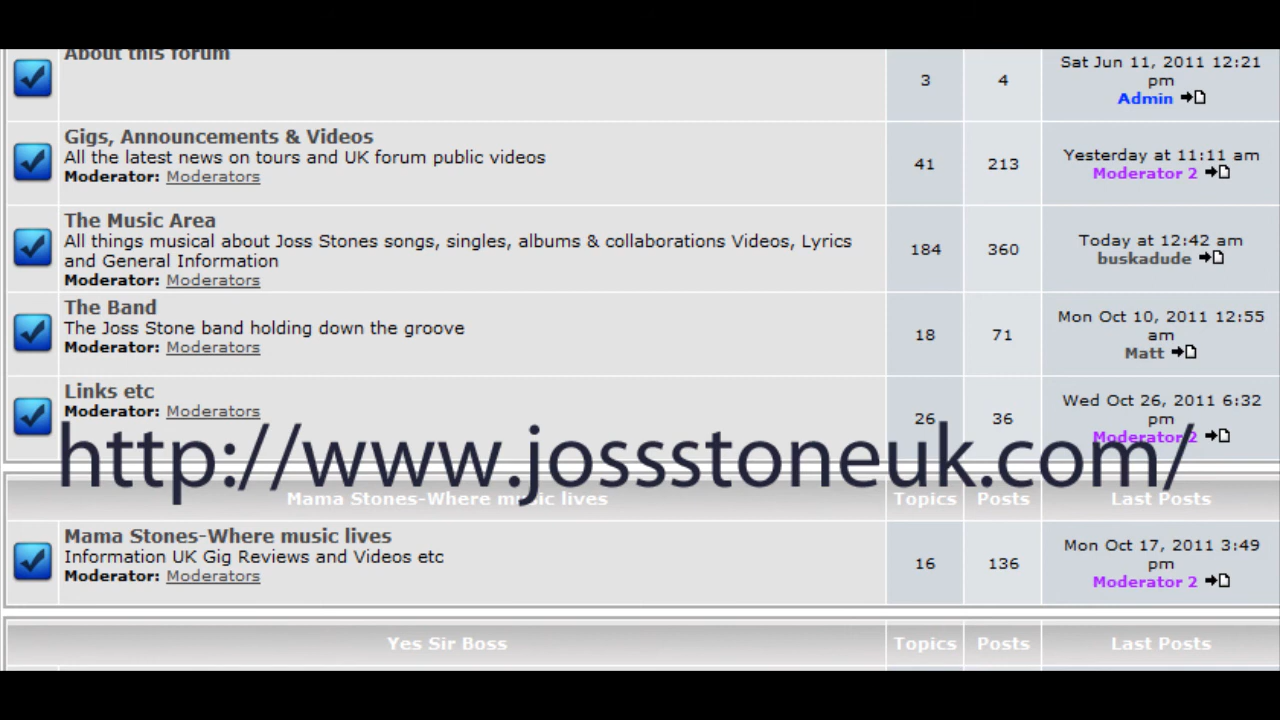 About this forum
3
4
Sat Jun 11, 2011 12:21
pm
Admin
Gigs, Announcements & Videos
All the latest news on tours and UK forum public videos
Moderator: Moderators
41
213
Yesterday at 11:11 am
Moderator 2
The Music Area
All things musical about Joss Stones songs, singles, albums & collaborations Videos, Lyrics
and General Information
Moderator: Moderators
184
360
Today at 12:42 am
buskadude
The Band
The Joss Stone band holding down the groove
Moderator: Moderators
18
71
Mon Oct 10, 2011 12:55
am
Matt
Links etc
Moderator: Moderators
26
36
Wed Oct 26, 2011 6:32
pm
Moderator 2
http://www.jossstoneuk.com/
Mama Stones-Where music lives
Topics
Posts
Last Posts
Mama Stones-Where music lives
Information UK Gig Reviews and Videos etc
Moderator: Moderators
16
136
Mon Oct 17, 2011 3:49
pm
Moderator 2
Yes Sir Boss
Topics
Posts
Last Posts